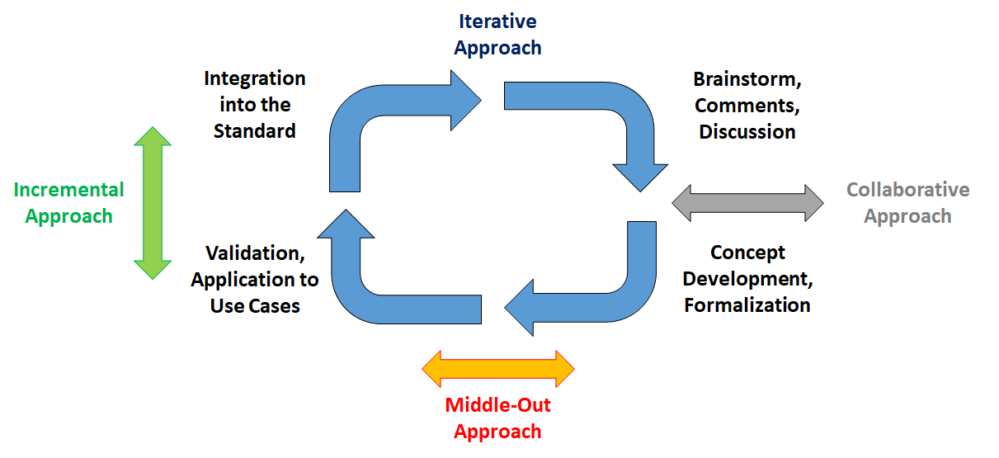 Iterative
Approach
Integration
into the
Standard
Brainstorm,
Comments,
Discussion
Incremental
Approach
Collaborative
Approach
Validation,
Application to
Use Cases
Concept
Development,
Formalization
Middle-Out
Approach